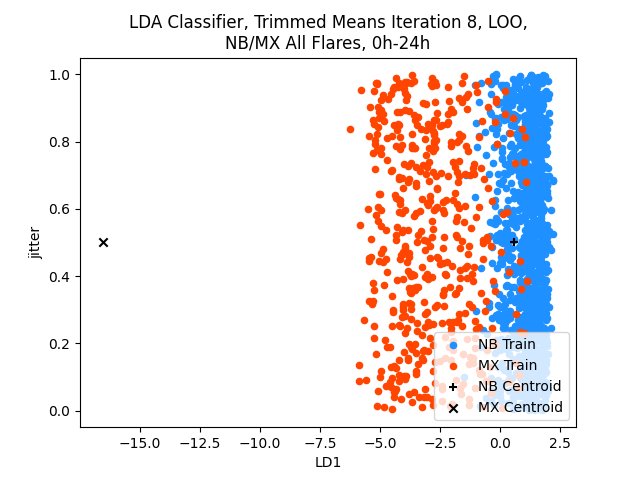 LDA Classifier, Trimmed Means Iteration 8, LOO,
NB/MX All Flares, 0h-24h
1.0
0.8
0.6
0.4
0.2
0.0
jitter
−15.0 −12.5 −10.0 −7.5 −5.0 −2.5 0.0 2.5
LD1
NB Train
MX Train
NB Centroid
MX Centroid